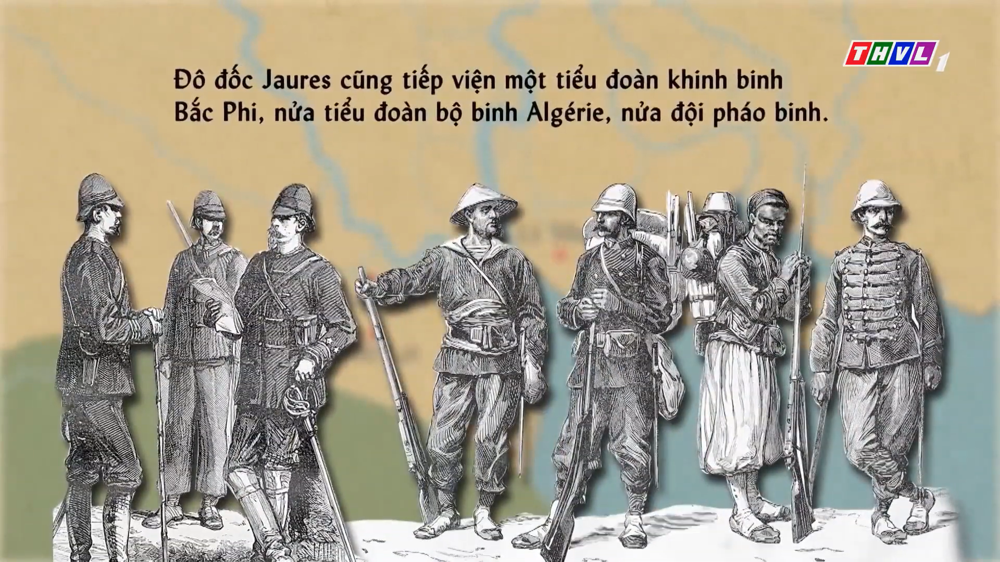 THVL1
Đô đốc Jaures cũng tiếp viện một tiểu đoàn khinh binh
Bắc Phi, nửa tiểu đoàn bộ binh Algérie, nửa đội pháo binh.